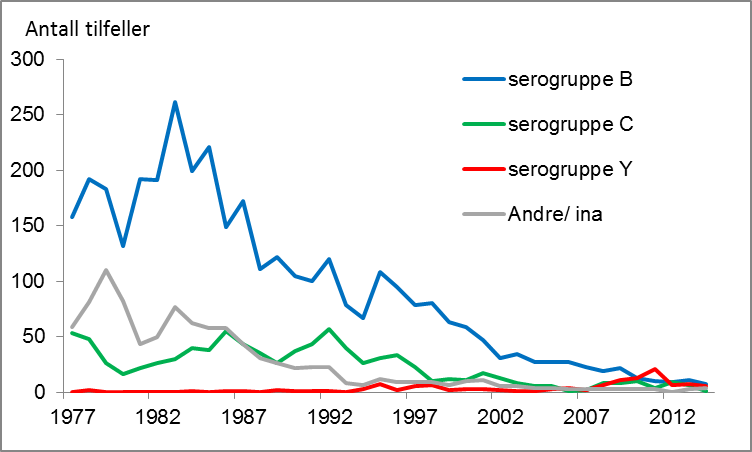 Antall tilfeller
300
250
200
150
100
50
0
serogruppe B
serogruppe C
serogruppe Y
Andre/ ina
1977 1982 1987 1992 1997 2002 2007 2012